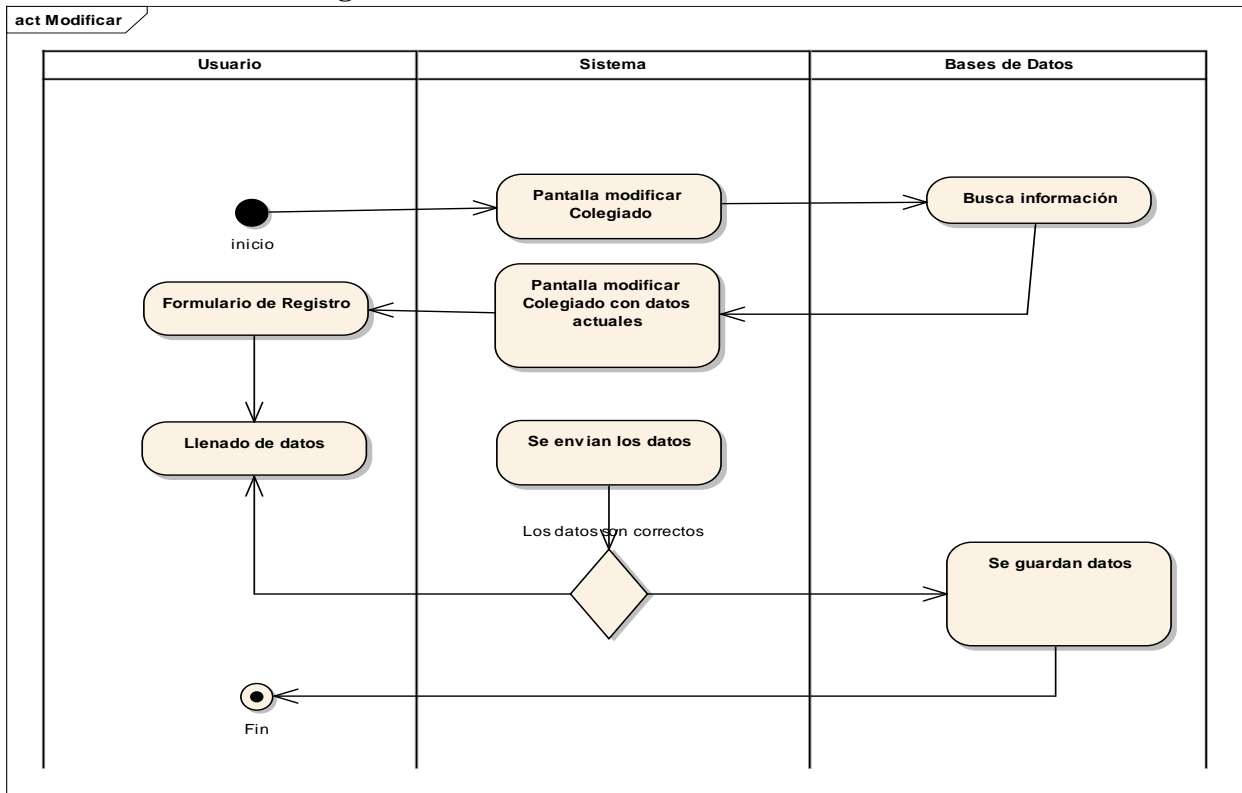 act Modificar
Usuario
Sistema
Bases de Datos
inicio
Pantalla modificar
Colegiado
Busca información
Formulario de Registro
Pantalla modificar
Colegiado con datos
actuales
Llenado de datos
Se envian los datos
Los datos son correctos
Se guardan datos
Fin